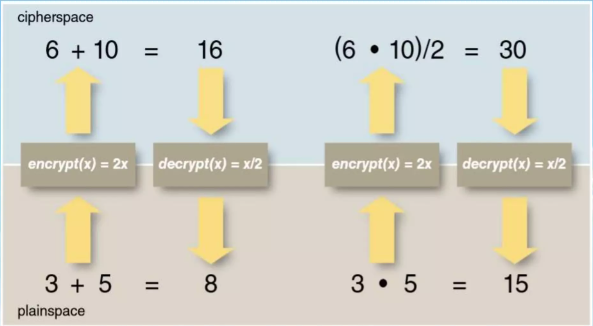 cipherspace
6 + 10 = 16
(6 • 10)/2 = 30
encrypt(x) = 2x
decrypt(x) = x/2
encrypt(x) = 2x
decrypt(x) = x/2
3 + 5 = 8
3 • 5 = 15
plainspace